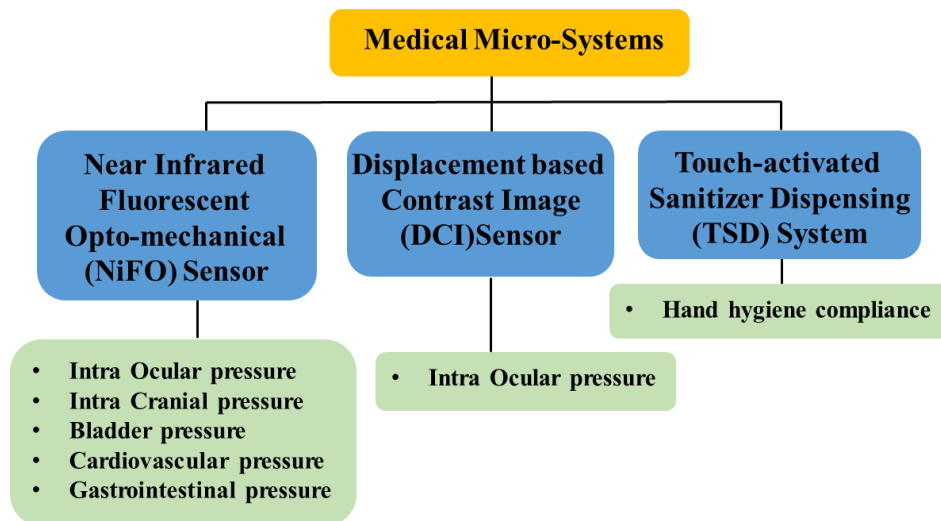 Medical Micro-Systems
Near Infrared
Fluorescent
Opto-mechanical
(NiFO) Sensor
Displacement based
Contrast Image
(DCI)Sensor
Touch-activated
Sanitizer Dispensing
(TSD) System
• Intra Ocular pressure
• Intra Cranial pressure
• Bladder pressure
• Cardiovascular pressure
• Gastrointestinal pressure
• Intra Ocular pressure
• Hand hygiene compliance